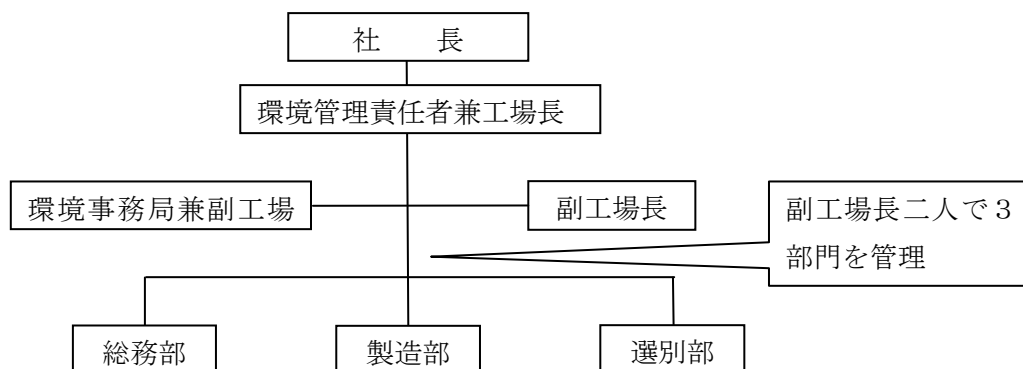 社　　長
環境管理責任者兼工場長
環境事務局兼副工場
副工場長
副工場長二人で３
部門を管理
総務部
製造部
選別部